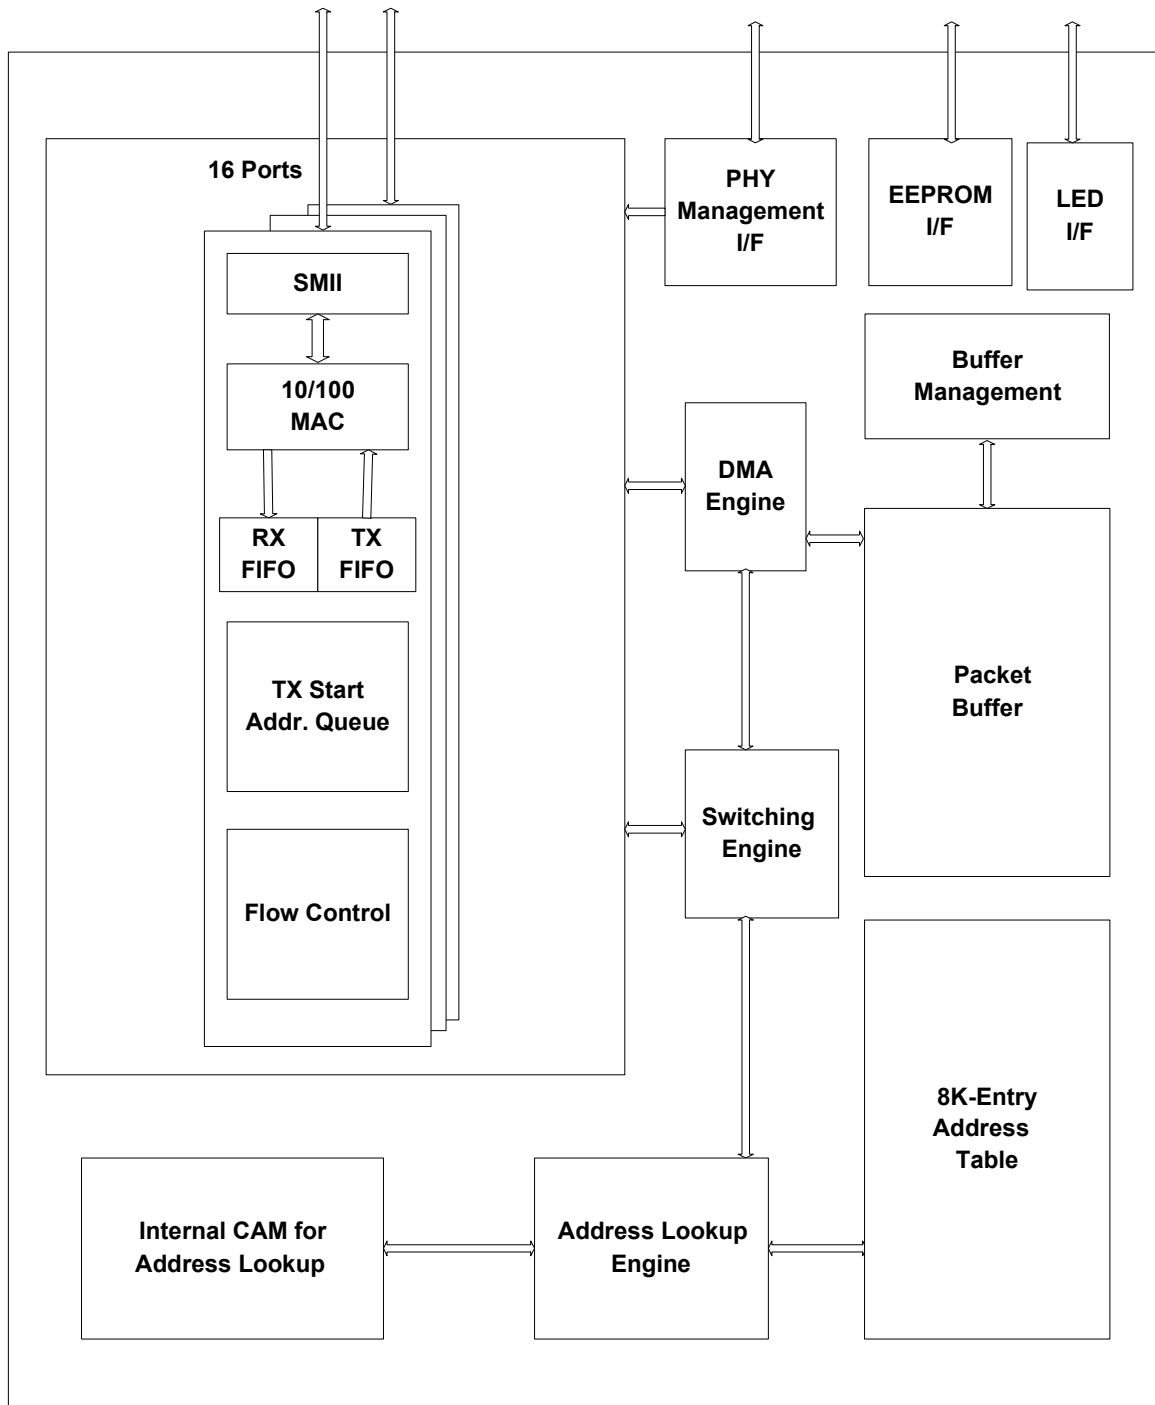 16 Ports
PHY
Management
I/F
EEPROM
I/F
LED
I/F
SMII
10/100
MAC
RX
FIFO
TX
FIFO
TX Start
Addr. Queue
Flow Control
Buffer
Management
DMA
Engine
Packet
Buffer
Switching
Engine
8K-Entry
Address
Table
Internal CAM for
Address Lookup
Address Lookup
Engine